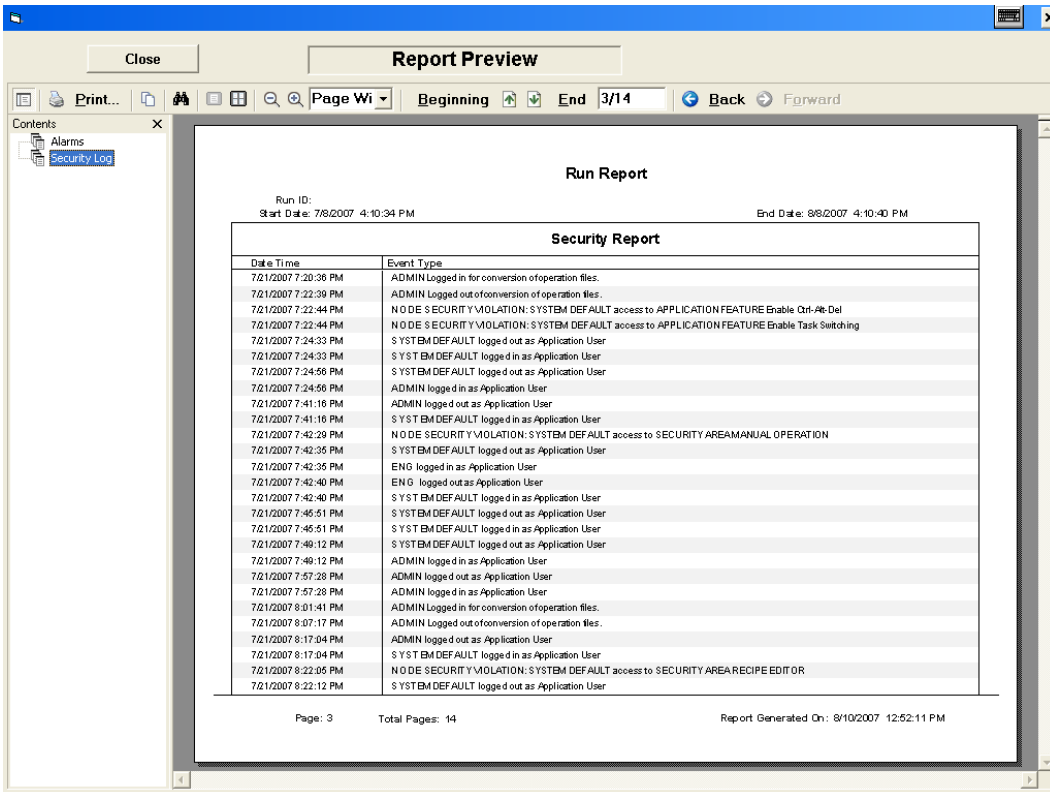 Close
Report Preview
Print...
Page Wi
Beginning
End
3/14
Back
Forward
Contents
X
Alarms
Security Log
Run Report
Run ID:
Start Date: 7/8/2007 4:10:34 PM
End Date: 8/8/2007 4:10:40 PM
Security Report
Date Time Event Type
7/21/2007 7:20:36 PM ADMIN Logged in for conversion of operation files.
7/21/2007 7:22:39 PM ADMIN Logged out of conversion of operation files.
7/21/2007 7:22:44 PM NODE SECURITY VIOLATION: SYSTEM DEFAULT access to APPLICATION FEATURE Enable Ctrl-Alt-Del
7/21/2007 7:22:44 PM NODE SECURITY VIOLATION: SYSTEM DEFAULT access to APPLICATION FEATURE Enable Task Switching
7/21/2007 7:24:33 PM SYSTEM DEFAULT logged out as Application User
7/21/2007 7:24:33 PM SYSTEM DEFAULT logged in as Application User
7/21/2007 7:24:56 PM SYSTEM DEFAULT logged out as Application User
7/21/2007 7:24:56 PM ADMIN logged in as Application User
7/21/2007 7:41:16 PM ADMIN logged out as Application User
7/21/2007 7:41:16 PM SYSTEM DEFAULT logged in as Application User
7/21/2007 7:42:29 PM NODE SECURITY VIOLATION: SYSTEM DEFAULT access to SECURITY AREA MANUAL OPERATION
7/21/2007 7:42:35 PM SYSTEM DEFAULT logged out as Application User
7/21/2007 7:42:35 PM ENG logged in as Application User
7/21/2007 7:42:40 PM ENG logged out as Application User
7/21/2007 7:42:40 PM SYSTEM DEFAULT logged in as Application User
7/21/2007 7:45:51 PM SYSTEM DEFAULT logged out as Application User
7/21/2007 7:45:51 PM SYSTEM DEFAULT logged in as Application User
7/21/2007 7:49:12 PM SYSTEM DEFAULT logged out as Application User
7/21/2007 7:49:12 PM ADMIN logged in as Application User
7/21/2007 7:57:28 PM ADMIN logged out as Application User
7/21/2007 7:57:28 PM ADMIN logged in as Application User
7/21/2007 8:01:41 PM ADMIN Logged in for conversion of operation files.
7/21/2007 8:07:17 PM ADMIN Logged out of conversion of operation files.
7/21/2007 8:17:04 PM ADMIN logged out as Application User
7/21/2007 8:17:04 PM SYSTEM DEFAULT logged in as Application User
7/21/2007 8:22:05 PM NODE SECURITY VIOLATION: SYSTEM DEFAULT access to SECURITY AREA RECIPE EDITOR
7/21/2007 8:22:12 PM SYSTEM DEFAULT logged out as Application User
Page: 3
Total Pages: 14
Report Generated On: 8/10/2007 12:52:11 PM